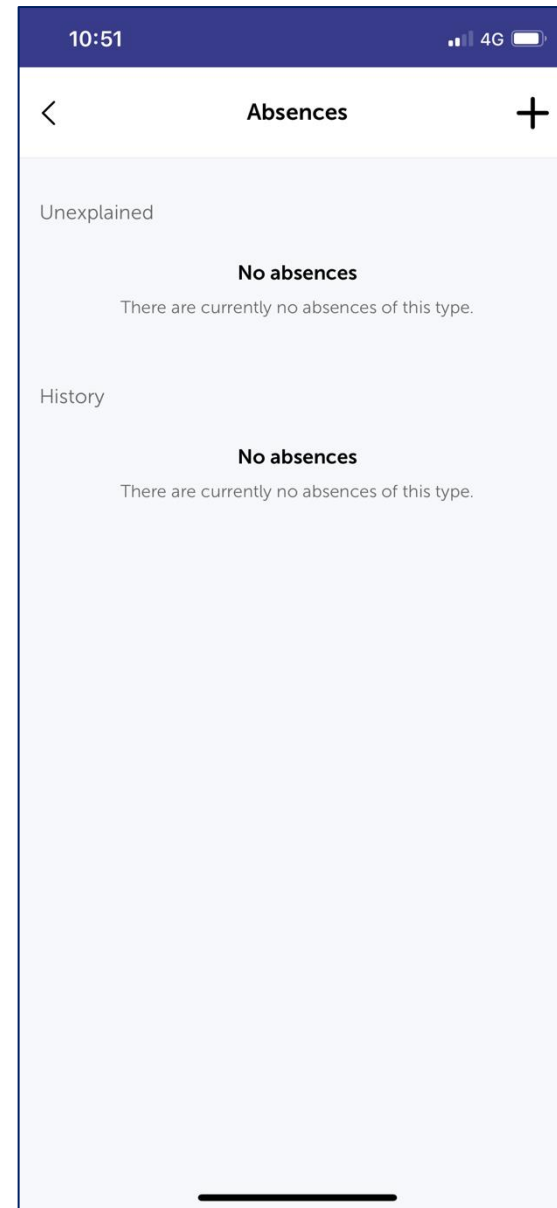 10:51 4G
Absences
Unexplained
No absences
There are currently no absences of this type.
History
No absences
There are currently no absences of this type.